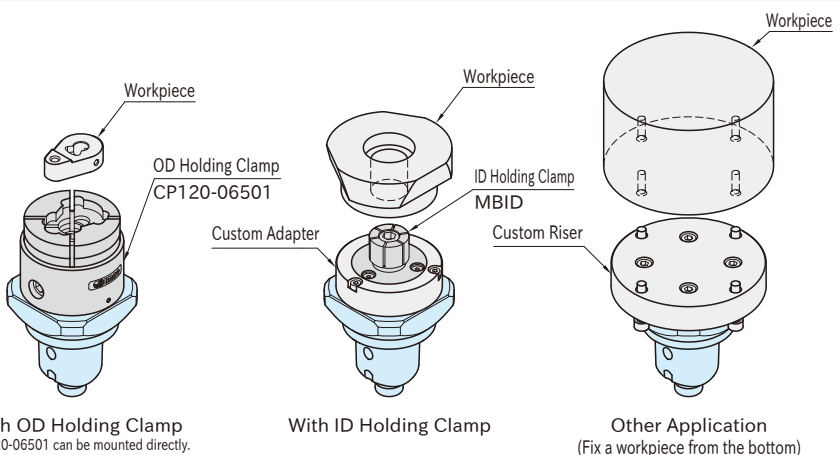 Workpiece
OD Holding Clamp
CP120-06501
h OD Holding Clamp
0-06501 can be mounted directly.
Workpiece
ID Holding Clamp
MBID
Custom Adapter
With ID Holding Clamp
Workpiece
Custom Riser
Other Application
(Fix a workpiece from the bottom)